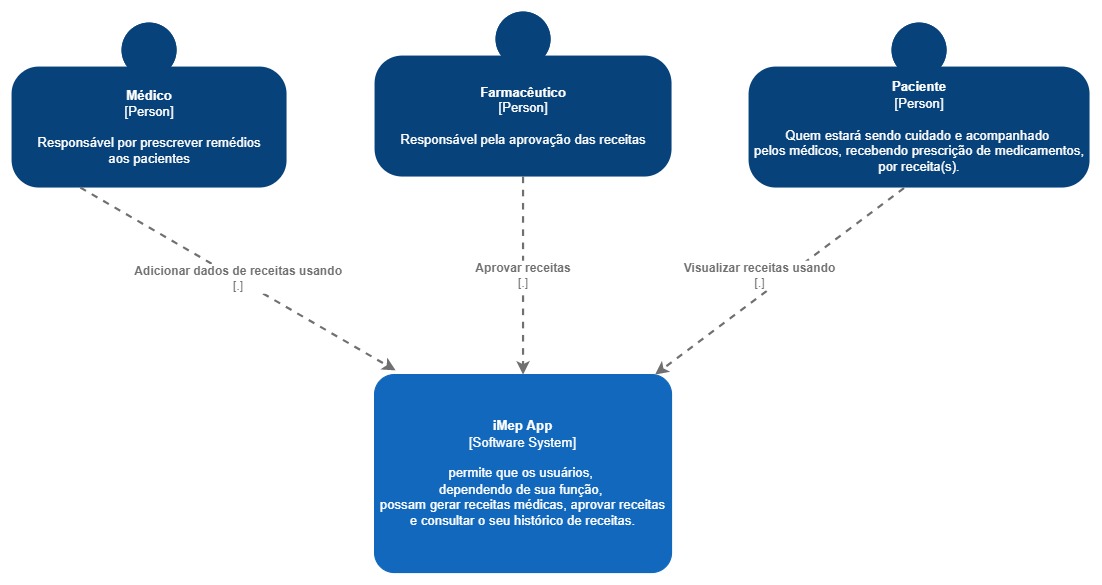 Médico
[Person]
Responsável por prescrever remédios
aos pacientes
Farmacêutico
[Person]
Responsável pela aprovação das receitas
Paciente
[Person]
Quem estará sendo cuidado e acompanhado
pelos médicos, recebendo prescrição de medicamentos,
por receita(s).
Adicionar dados de receitas usando
[.]
Aprovar receitas
[.]
Visualizar receitas usando
[.]
iMep App
[Software System]
permite que os usuários,
dependendo de sua função,
possam gerar receitas médicas, aprovar receitas
e consultar o seu histórico de receitas.